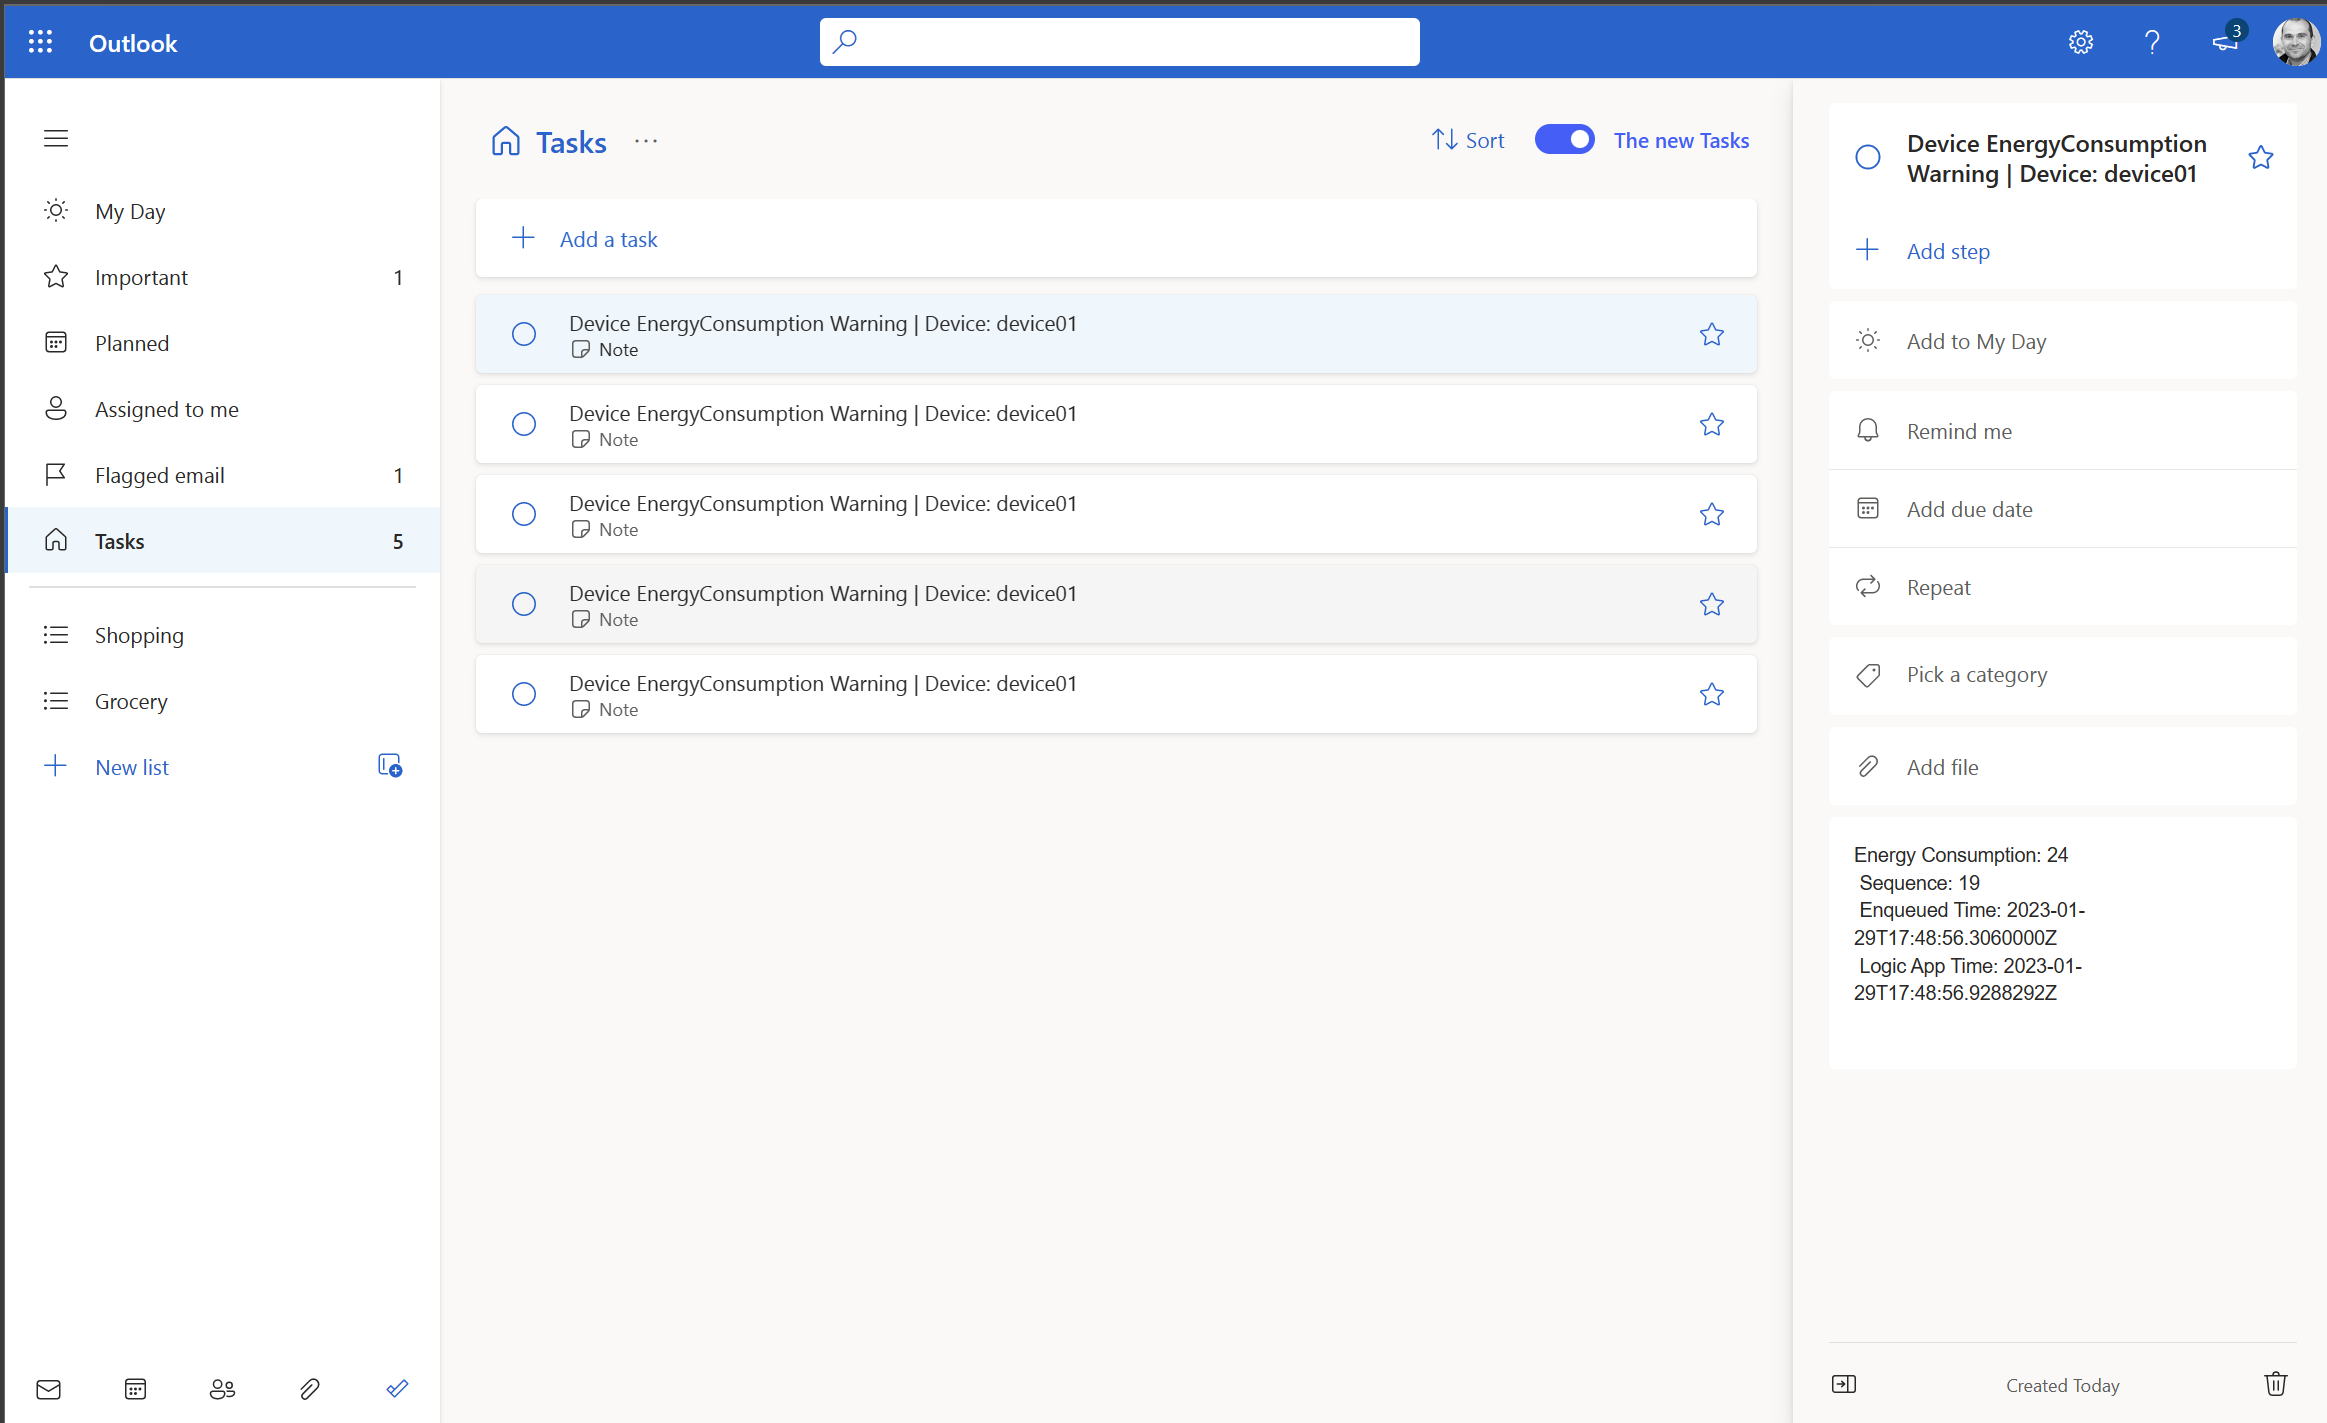 Outlook
3
My Day
Important 1
Planned
Assigned to me
Flagged email 1
Tasks 5
Shopping
Grocery
New list
Tasks ...
Sort
The new Tasks
Add a task
Device EnergyConsumption Warning | Device: device01
Note
Device EnergyConsumption Warning | Device: device01
Note
Device EnergyConsumption Warning | Device: device01
Note
Device EnergyConsumption Warning | Device: device01
Note
Device EnergyConsumption Warning | Device: device01
Note
Device EnergyConsumption
Warning | Device: device01
Add step
Add to My Day
Remind me
Add due date
Repeat
Pick a category
Add file
Energy Consumption: 24
Sequence: 19
Enqueued Time: 2023-01-
29T17:48:56.3060000Z
Logic App Time: 2023-01-
29T17:48:56.9288292Z
Created Today